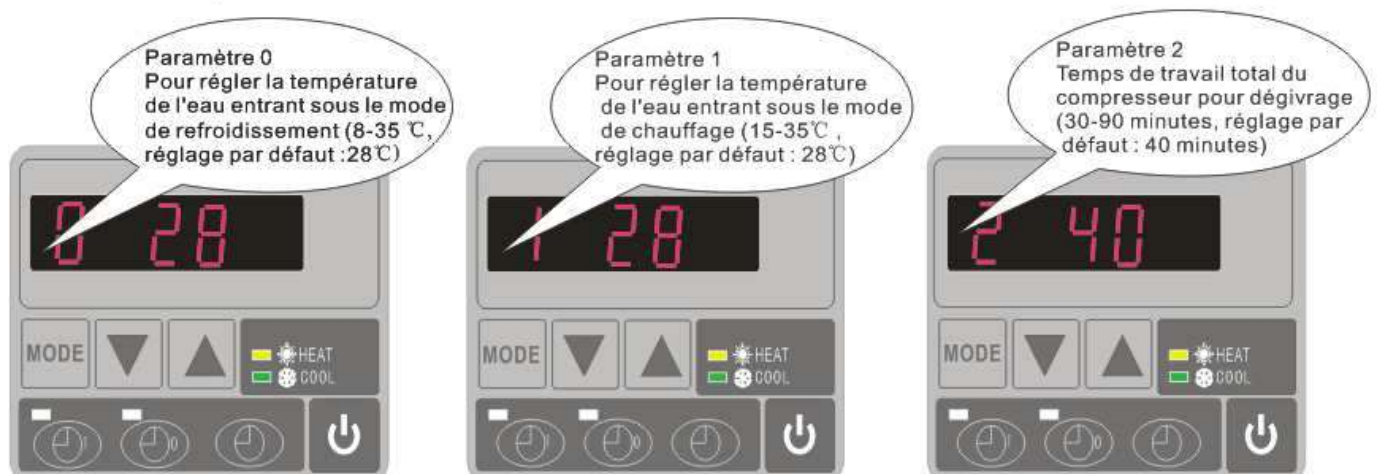 Paramètre 0
Pour régler la température
de l'eau entrant sous le mode
de refroidissement (8-35 ℃,
réglage par défaut :28℃)
0 28
MODE
HEAT
COOL
Paramètre 1
Pour régler la température
de l'eau entrant sous le mode
de chauffage (15-35℃ ,
réglage par défaut : 28℃)
1 28
MODE
HEAT
COOL
Paramètre 2
Temps de travail total du
compresseur pour dégivrage
(30-90 minutes, réglage par
défaut : 40 minutes)
2 40
MODE
HEAT
COOL